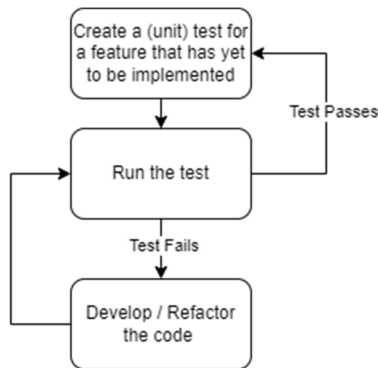 Create a (unit) test for
a feature that has yet
to be implemented
Test Passes
Run the test
Test Fails
Develop / Refactor
the code